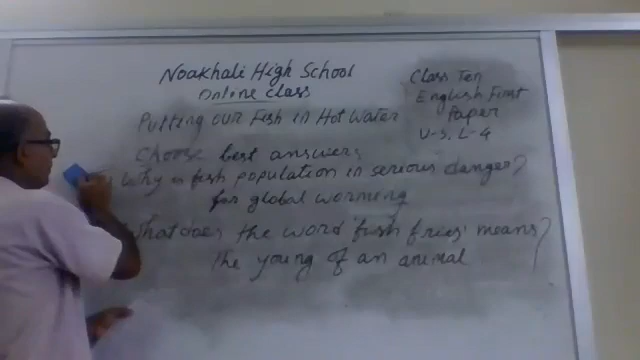 Noakhali High School
Online Class
Class Ten
English First
Paper
U-5, L-4
Putting our Fish in Hot Water
Choose best answers
Why is fish population in serious danger?
for global worming
What does the word 'fish fries' means?
The young of an animal